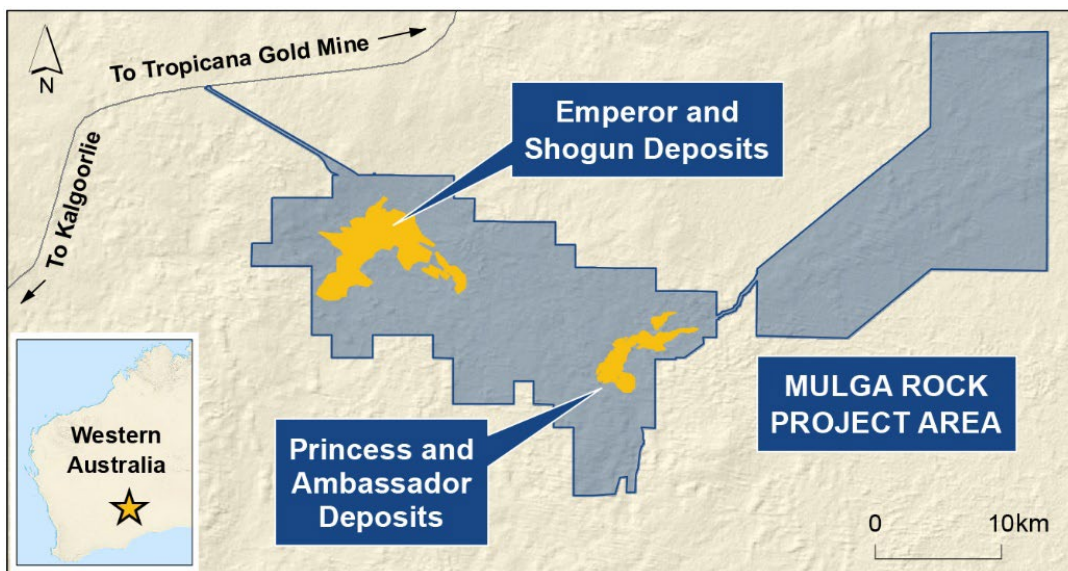 To Tropicana Gold Mine
N
To Kalgoorlie
Emperor and
Shogun Deposits
MULGA ROCK
PROJECT AREA
Princess and
Ambassador
Deposits
Western
Australia
0 10km